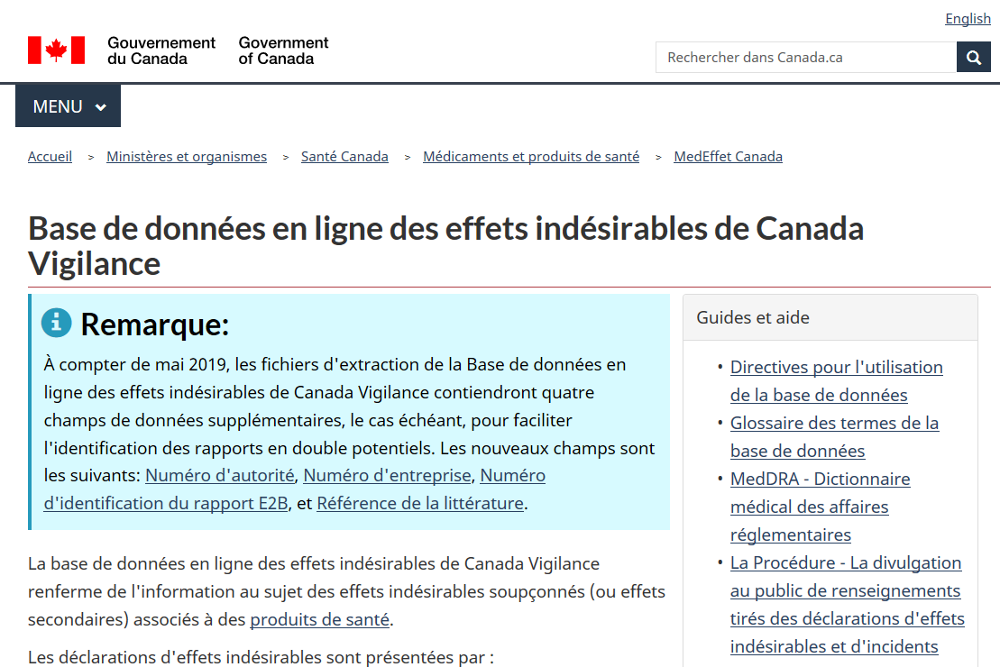 English
Gouvernement
du Canada
Government
of Canada
Rechercher dans Canada.ca
MENU
Accueil > Ministères et organismes > Santé Canada > Médicaments et produits de santé > MedEffet Canada
Base de données en ligne des effets indésirables de Canada
Vigilance
Remarque:
À compter de mai 2019, les fichiers d'extraction de la Base de données en
ligne des effets indésirables de Canada Vigilance contiendront quatre
champs de données supplémentaires, le cas échéant, pour faciliter
l'identification des rapports en double potentiels. Les nouveaux champs sont
les suivants: Numéro d'autorité, Numéro d'entreprise, Numéro
d'identification du rapport E2B, et Référence de la littérature.
La base de données en ligne des effets indésirables de Canada Vigilance
renferme de l'information au sujet des effets indésirables soupçonnés (ou effets
secondaires) associés à des produits de santé.
Les déclarations d'effets indésirables sont présentées par :
Guides et aide
• Directives pour l'utilisation
de la base de données
• Glossaire des termes de la
base de données
• MedDRA - Dictionnaire
médical des affaires
réglementaires
• La Procédure - La divulgation
au public de renseignements
tirés des déclarations d'effets
indésirables et d'incidents